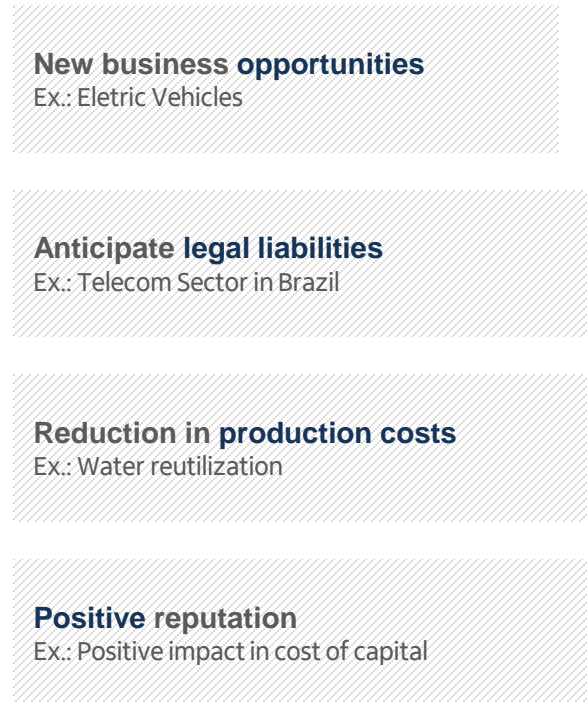 New business opportunities
Ex.: Eletric Vehicles
Anticipate legal liabilities
Ex.: Telecom Sector in Brazil
Reduction in production costs
Ex.: Water reutilization
Positive reputation
Ex.: Positive impact in cost of capital